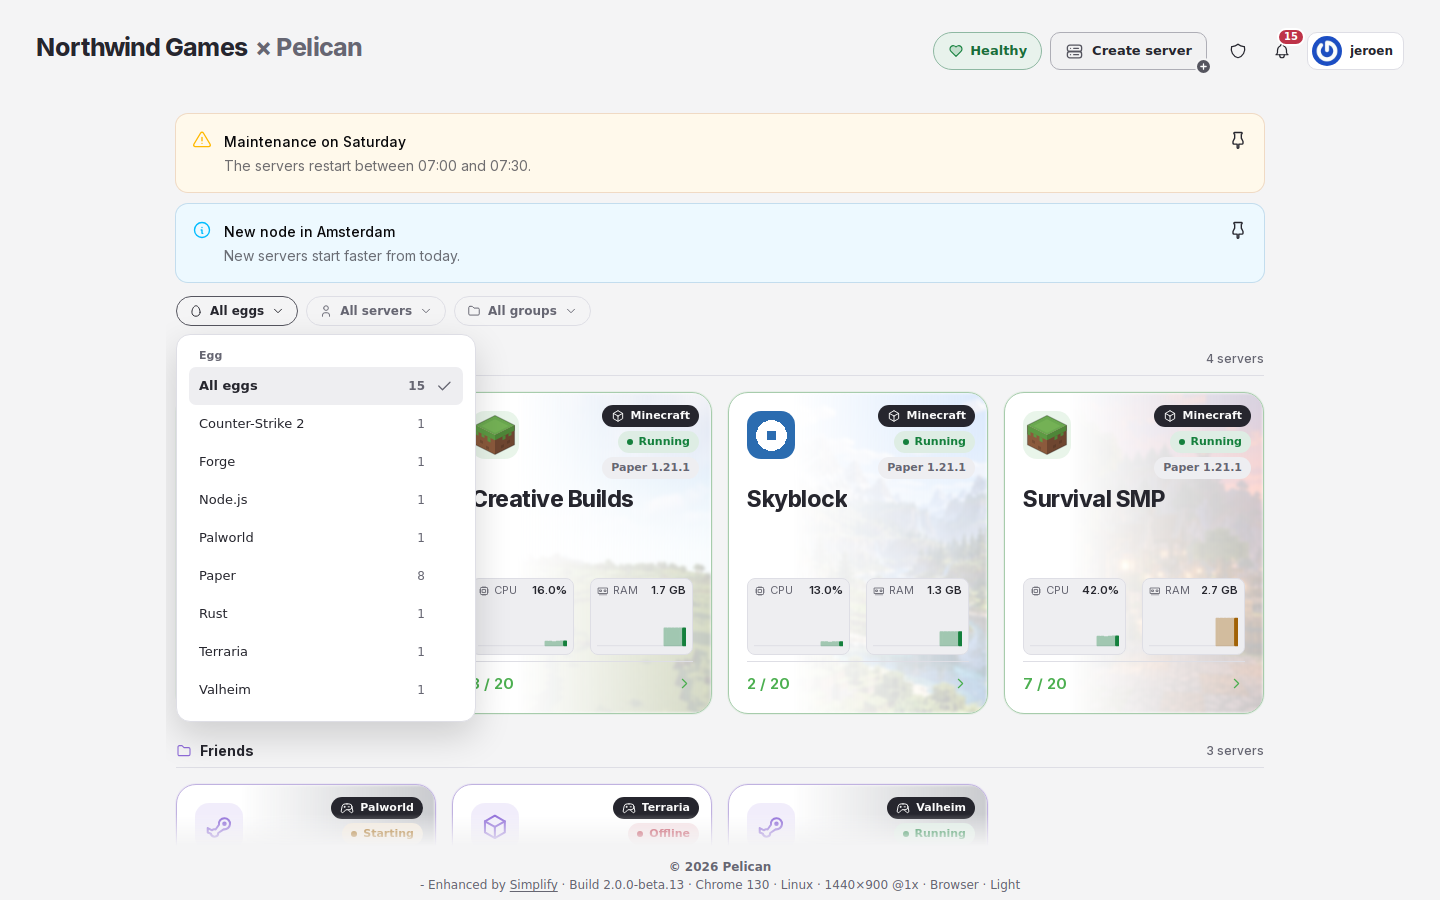 Northwind Games × Pelican
Healthy
Create server
15
jeroen
Maintenance on Saturday
The servers restart between 07:00 and 07:30.
New node in Amsterdam
New servers start faster from today.
All eggs
All servers
All groups
4 servers
Egg
All eggs 15
Counter-Strike 2 1
Forge 1
Node.js 1
Palworld 1
Paper 8
Rust 1
Terraria 1
Valheim 1
Minecraft
Running
Paper 1.21.1
Creative Builds
CPU 16.0%
RAM 1.7 GB
3 / 20
Minecraft
Running
Paper 1.21.1
Skyblock
CPU 13.0%
RAM 1.3 GB
2 / 20
Minecraft
Running
Paper 1.21.1
Survival SMP
CPU 42.0%
RAM 2.7 GB
7 / 20
Friends
3 servers
Palworld
Starting
Terraria
Offline
Valheim
Running
© 2026 Pelican
- Enhanced by Simplify · Build 2.0.0-beta.13 · Chrome 130 · Linux · 1440×900 @1x · Browser · Light